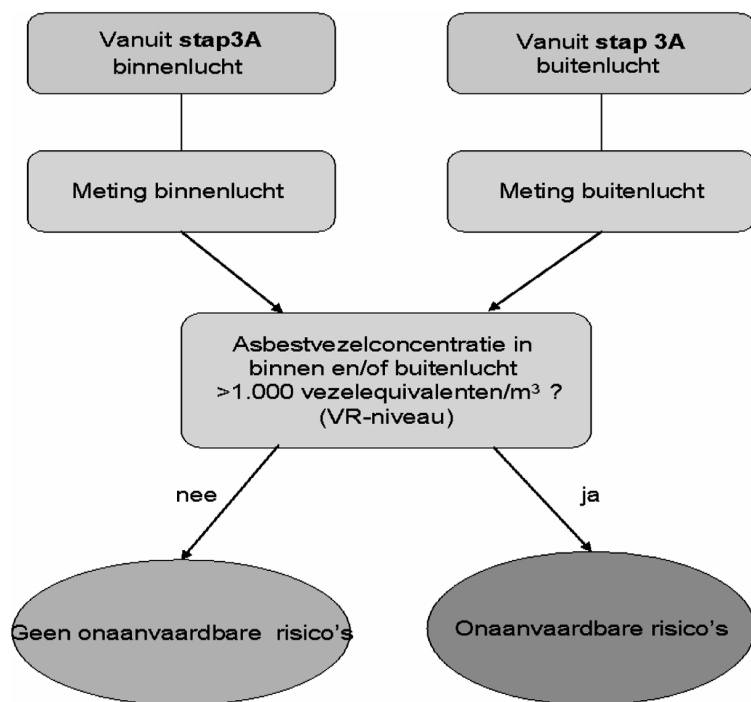 Vanuit stap3A
binnenlucht
Vanuit stap 3A
buitenlucht
Meting binnenlucht
Meting buitenlucht
Asbestvezelconcentratie in
binnen en/of buitenlucht
>1.000 vezelequivalenten/m³ ?
(VR-niveau)
nee
ja
Geen onaanvaardbare risico's
Onaanvaardbare risico's